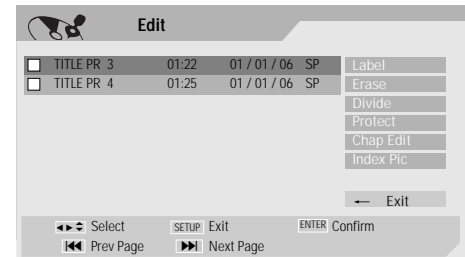 Edit
TITLE PR 3 01:22 01 / 01 / 06 SP
TITLE PR 4 01:25 01 / 01 / 06 SP
Label
Erase
Divide
Protect
Chap Edit
Index Pic
← Exit
Select SETUP Exit ENTER Confirm
Prev Page Next Page